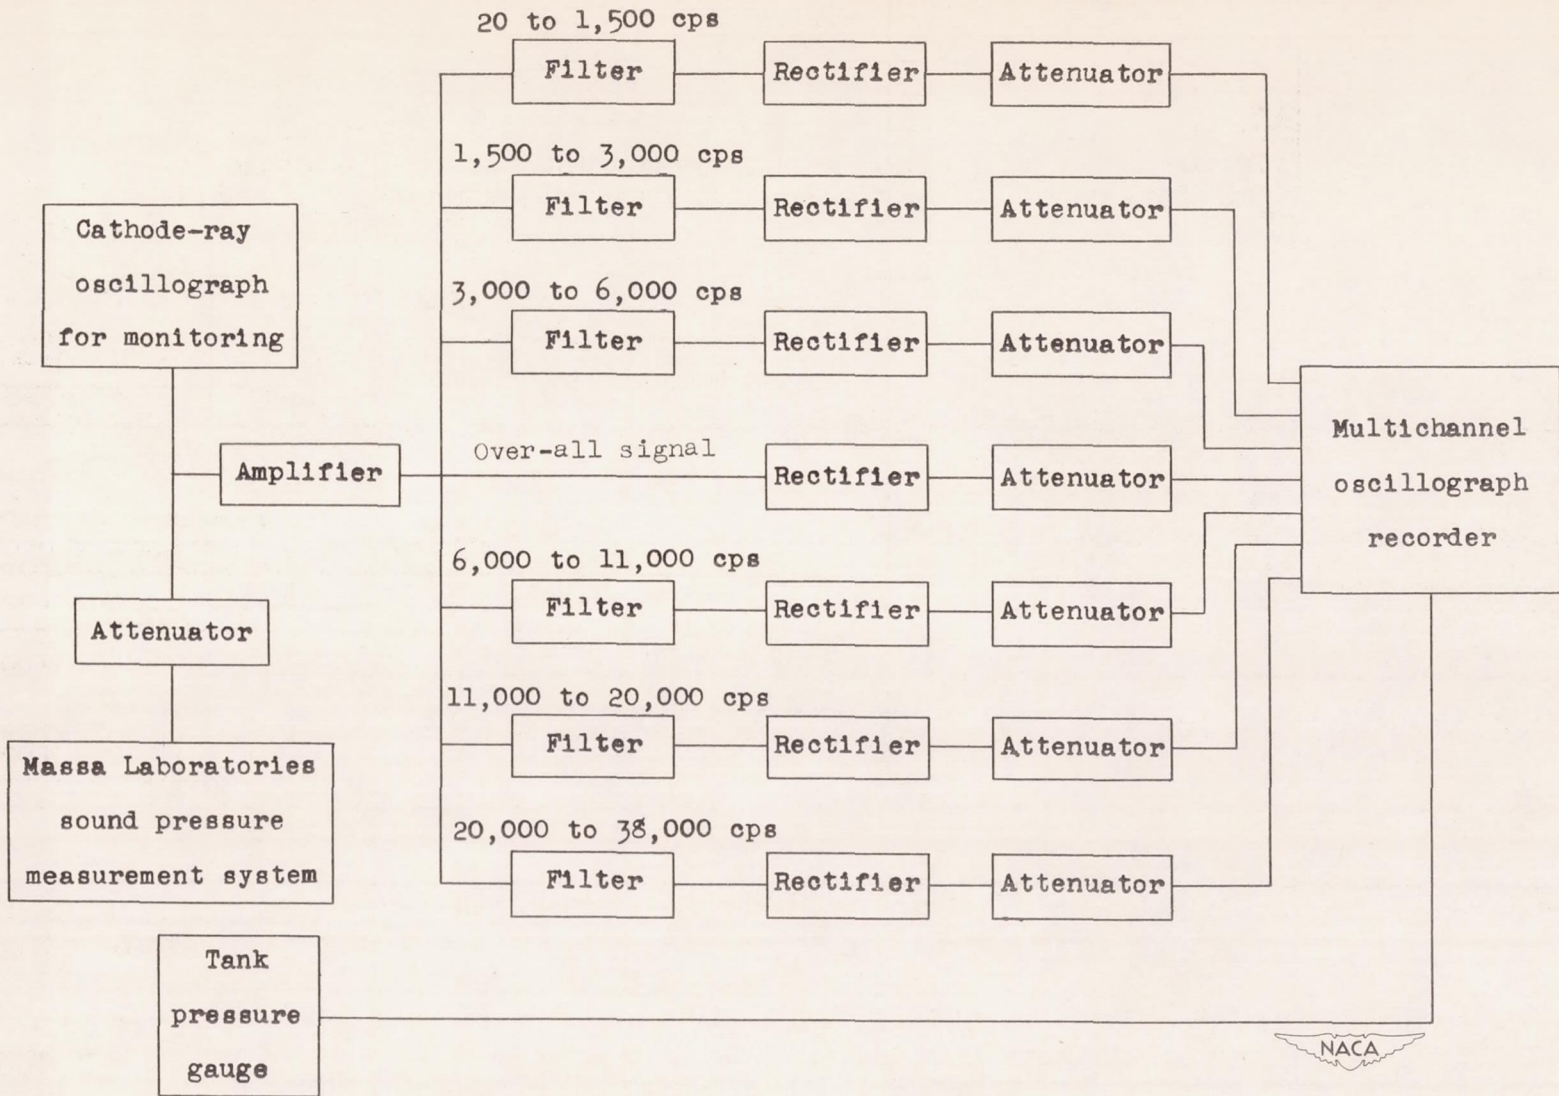 20 to 1,500 cps
Filter
Rectifier
Attenuator
1,500 to 3,000 cps
Filter
Rectifier
Attenuator
Cathode-ray
oscillograph
for monitoring
3,000 to 6,000 cps
Filter
Rectifier
Attenuator
Multichannel
oscillograph
recorder
Amplifier
Over-all signal
Rectifier
Attenuator
6,000 to 11,000 cps
Filter
Rectifier
Attenuator
Attenuator
11,000 to 20,000 cps
Filter
Rectifier
Attenuator
Massa Laboratories
sound pressure
measurement system
20,000 to 38,000 cps
Filter
Rectifier
Attenuator
Tank
pressure
gauge
NACA